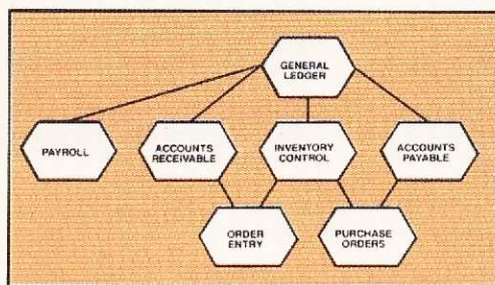 GENERAL
LEDGER
PAYROLL
ACCOUNTS
RECEIVABLE
INVENTORY
CONTROL
ACCOUNTS
PAYABLE
ORDER
ENTRY
PURCHASE
ORDERS